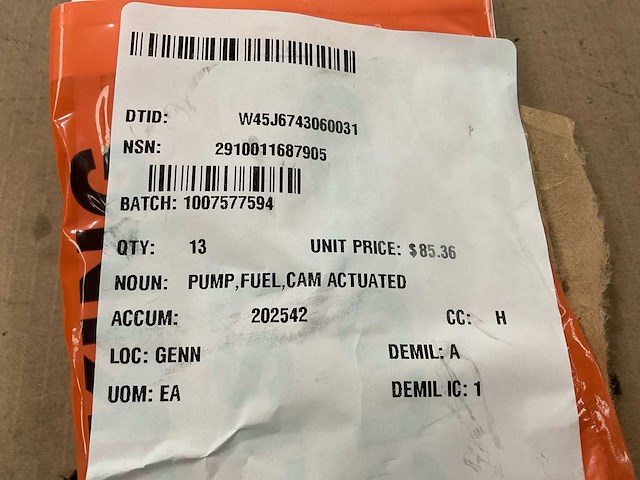 DTID: W45J6743060031
NSN: 2910011687905
BATCH: 1007577594
QTY: 13 UNIT PRICE: $85.36
NOUN: PUMP,FUEL,CAM ACTUATED
ACCUM: 202542 CC: H
LOC: GENN DEMIL: A
UOM: EA DEMIL IC: 1